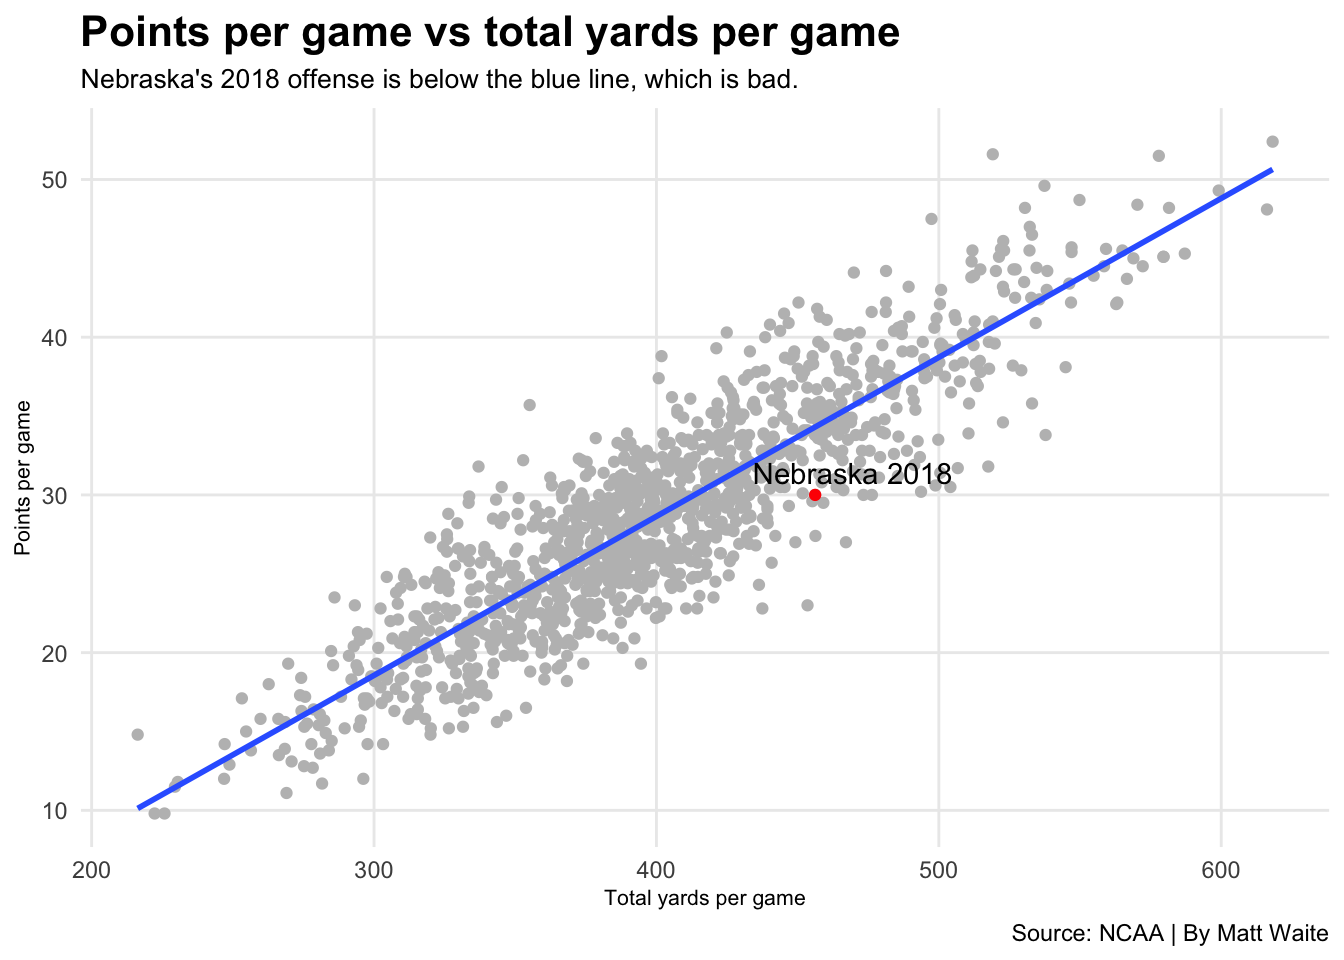 Points per game vs total yards per game
Nebraska's 2018 offense is below the blue line, which is bad.
50
40
30
20
10
Points per game
Nebraska 2018
200 300 400 500 600
Total yards per game
Source: NCAA | By Matt Waite